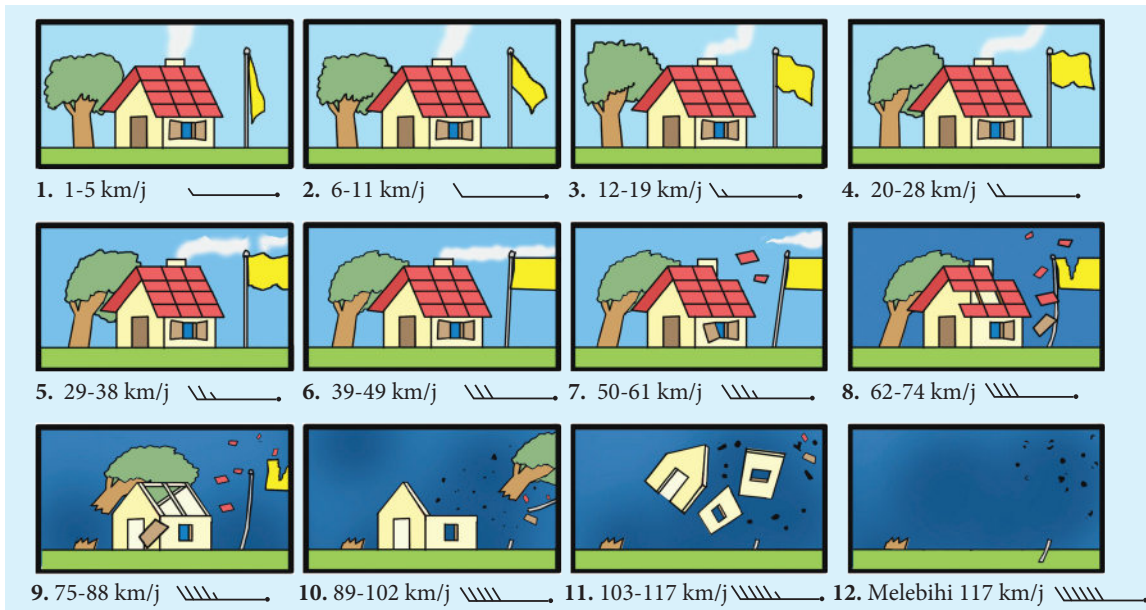 1. 1-5 km/j
2. 6-11 km/j
3. 12-19 km/j
4. 20-28 km/j
5. 29-38 km/j
6. 39-49 km/j
7. 50-61 km/j
8. 62-74 km/j
9. 75-88 km/j
10. 89-102 km/j
11. 103-117 km/j
12. Melebihi 117 km/j